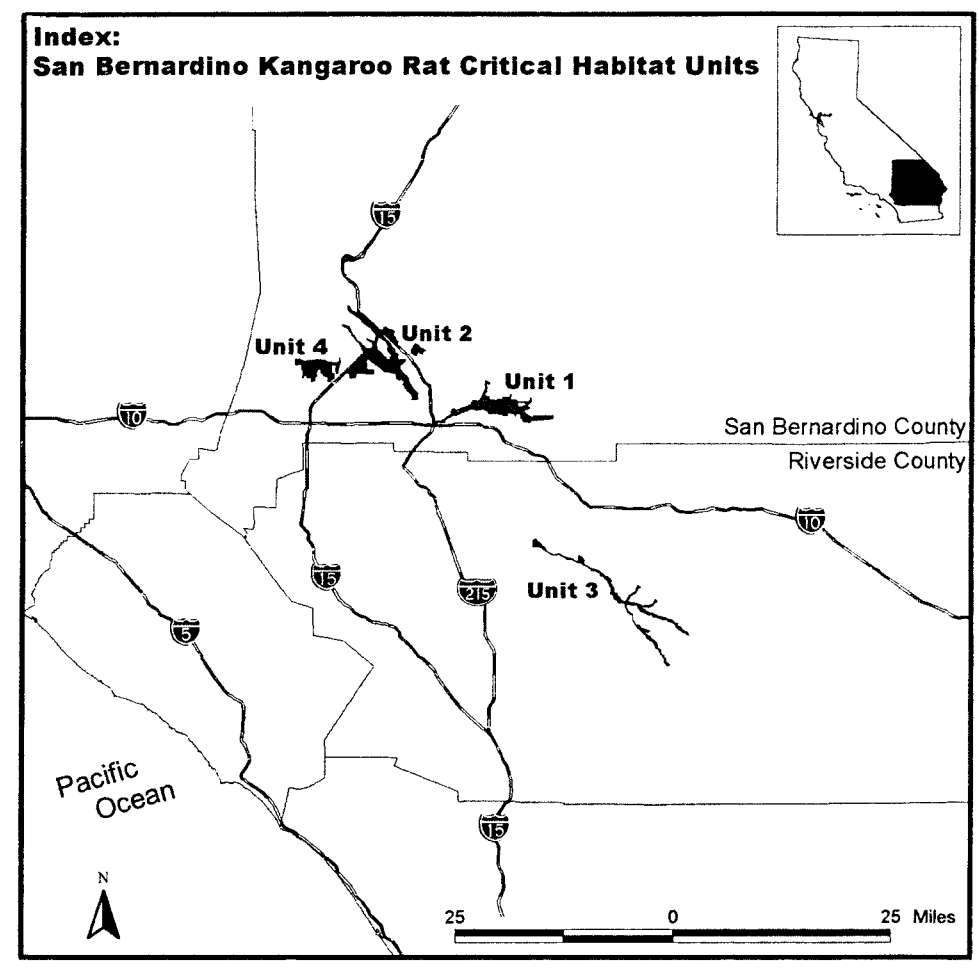 Index:
San Bernardino Kangaroo Rat Critical Habitat Units
15
Unit 2
Unit 4
Unit 1
10
San Bernardino County
Riverside County
10
15
215
Unit 3
5
Pacific
Ocean
15
N
25 0 25 Miles